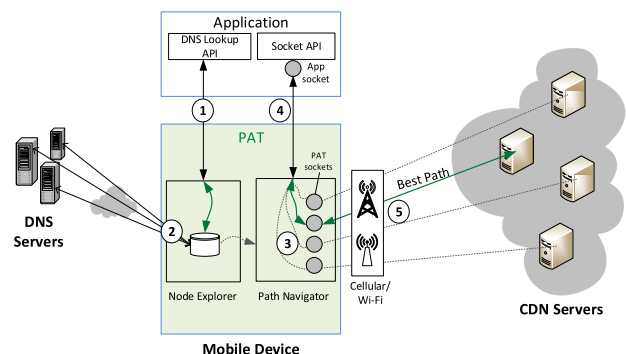 Application
DNS Lookup
API
Socket API
App
socket
1
4
PAT
PAT
sockets
Best Path
DNS
Servers
2
3
5
Node Explorer
Path Navigator
Cellular/
Wi-Fi
CDN Servers
Mobile Device